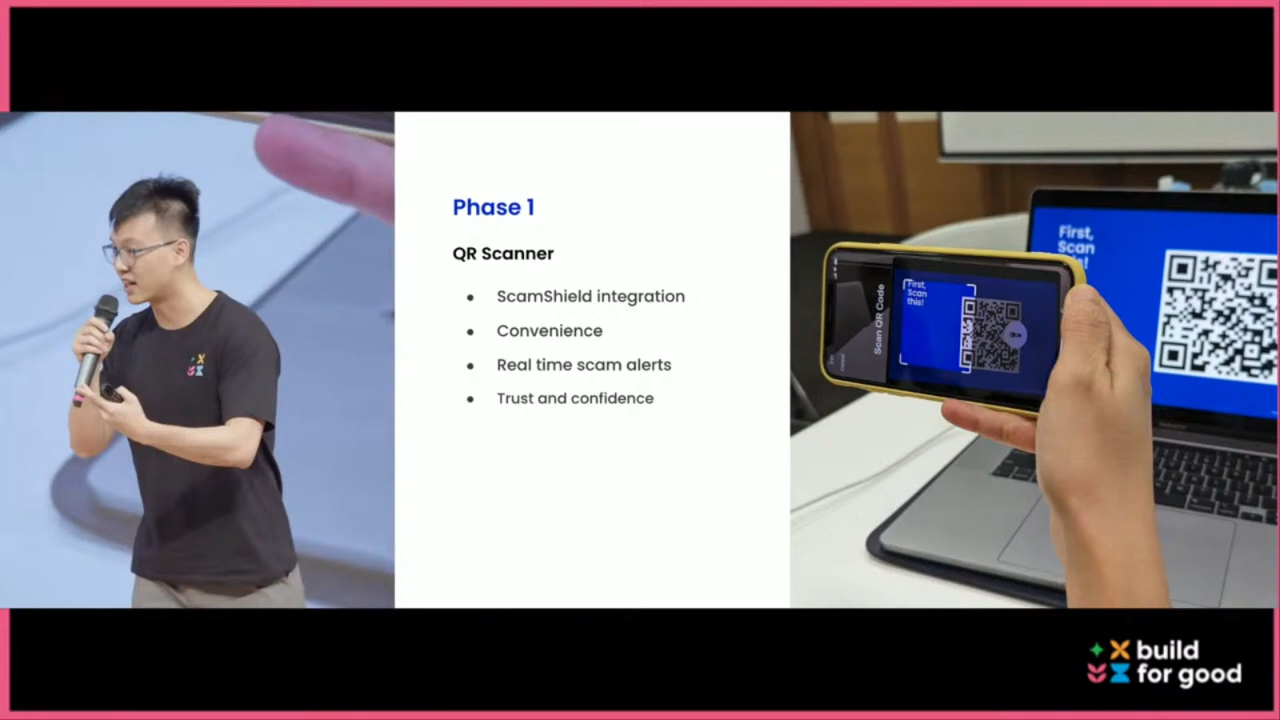 Phase 1
QR Scanner
ScamShield integration
Convenience
Real time scam alerts
Trust and confidence
Scan QR Code
First,
Scan
this!
First,
Scan
build
for good